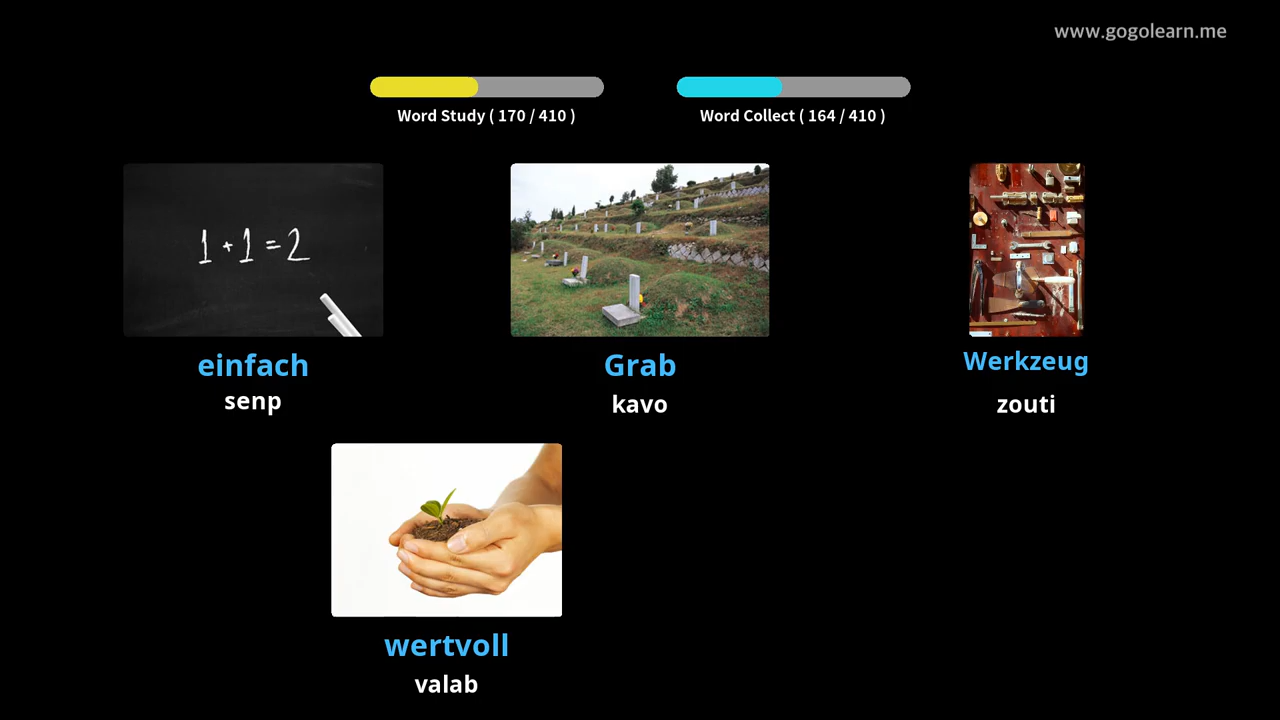 www.gogolearn.me
Word Study ( 170 / 410 )
Word Collect ( 164 / 410 )
1 + 1 = 2
einfach
senp
Grab
kavo
Werkzeug
zouti
wertvoll
valab